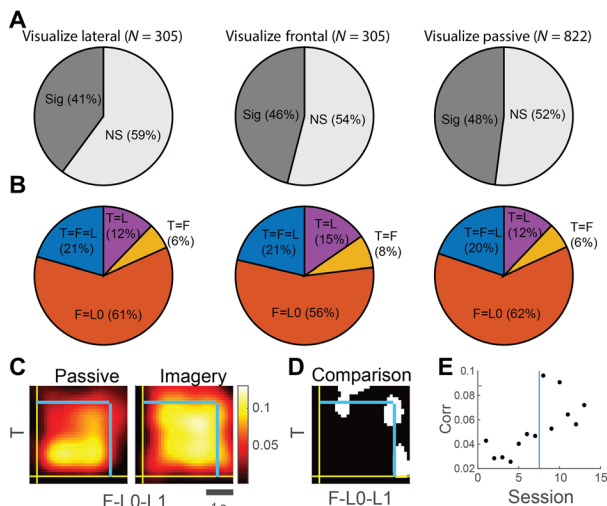 A
Visualize lateral (N = 305)
Visualize frontal (N = 305)
Visualize passive (N = 822)
Sig (41%)
NS (59%)
Sig (46%)
NS (54%)
Sig (48%)
NS (52%)
B
T=F=L
(21%)
T=L
(12%)
T=F
(6%)
F=L0 (61%)
T=F=L
(21%)
T=L
(15%)
T=F
(8%)
F=L0 (56%)
T=F=L
(20%)
T=L
(12%)
T=F
(6%)
F=L0 (62%)
C
Passive
Imagery
T
0.1
0.05
F-L0-L1
D
Comparison
T
F-L0-L1
E
Corr
0.1
0.08
0.06
0.04
0.02
0
5
10
15
Session